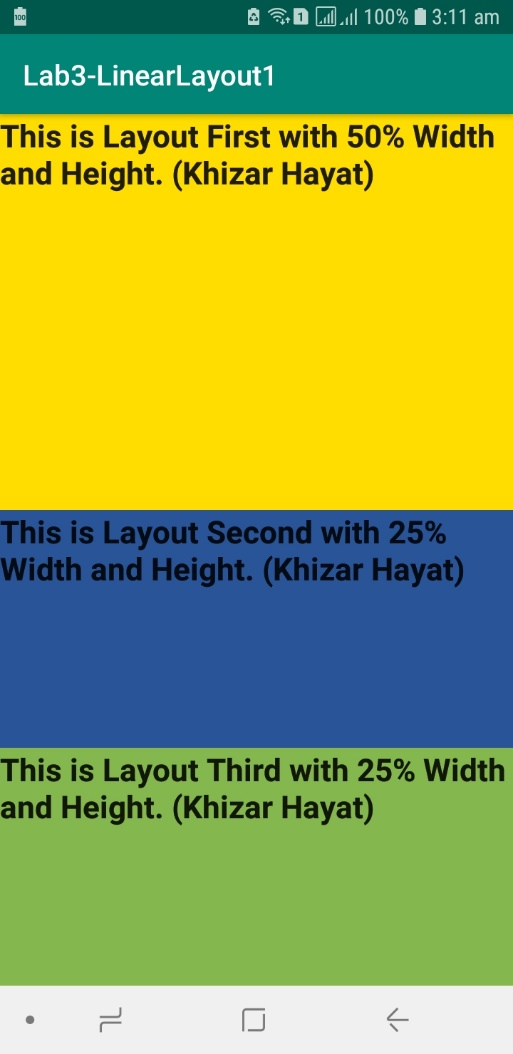 100
1 100% 3:11 am
Lab3-LinearLayout1
This is Layout First with 50% Width
and Height. (Khizar Hayat)
This is Layout Second with 25%
Width and Height. (Khizar Hayat)
This is Layout Third with 25% Width
and Height. (Khizar Hayat)